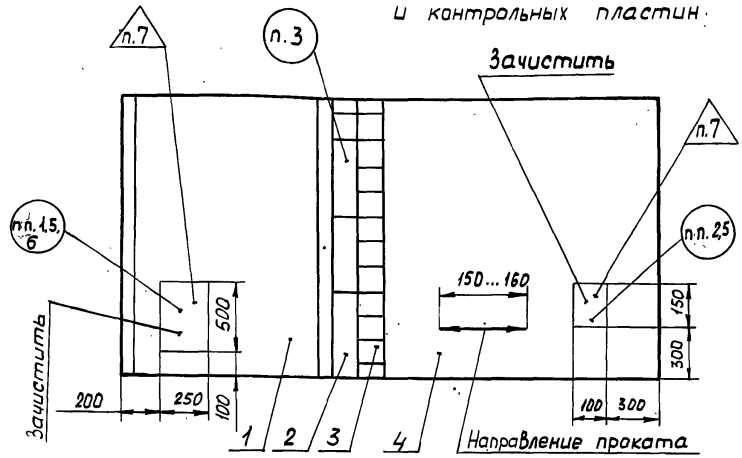 и контрольных пластин
п.7
п.3
Зачистить
п.7
п.п. 1,5,
6
п.п. 2,5
150...160
500
150
300
Зачистить
200
250
100
1
2
3
4
Направление проката
100
300